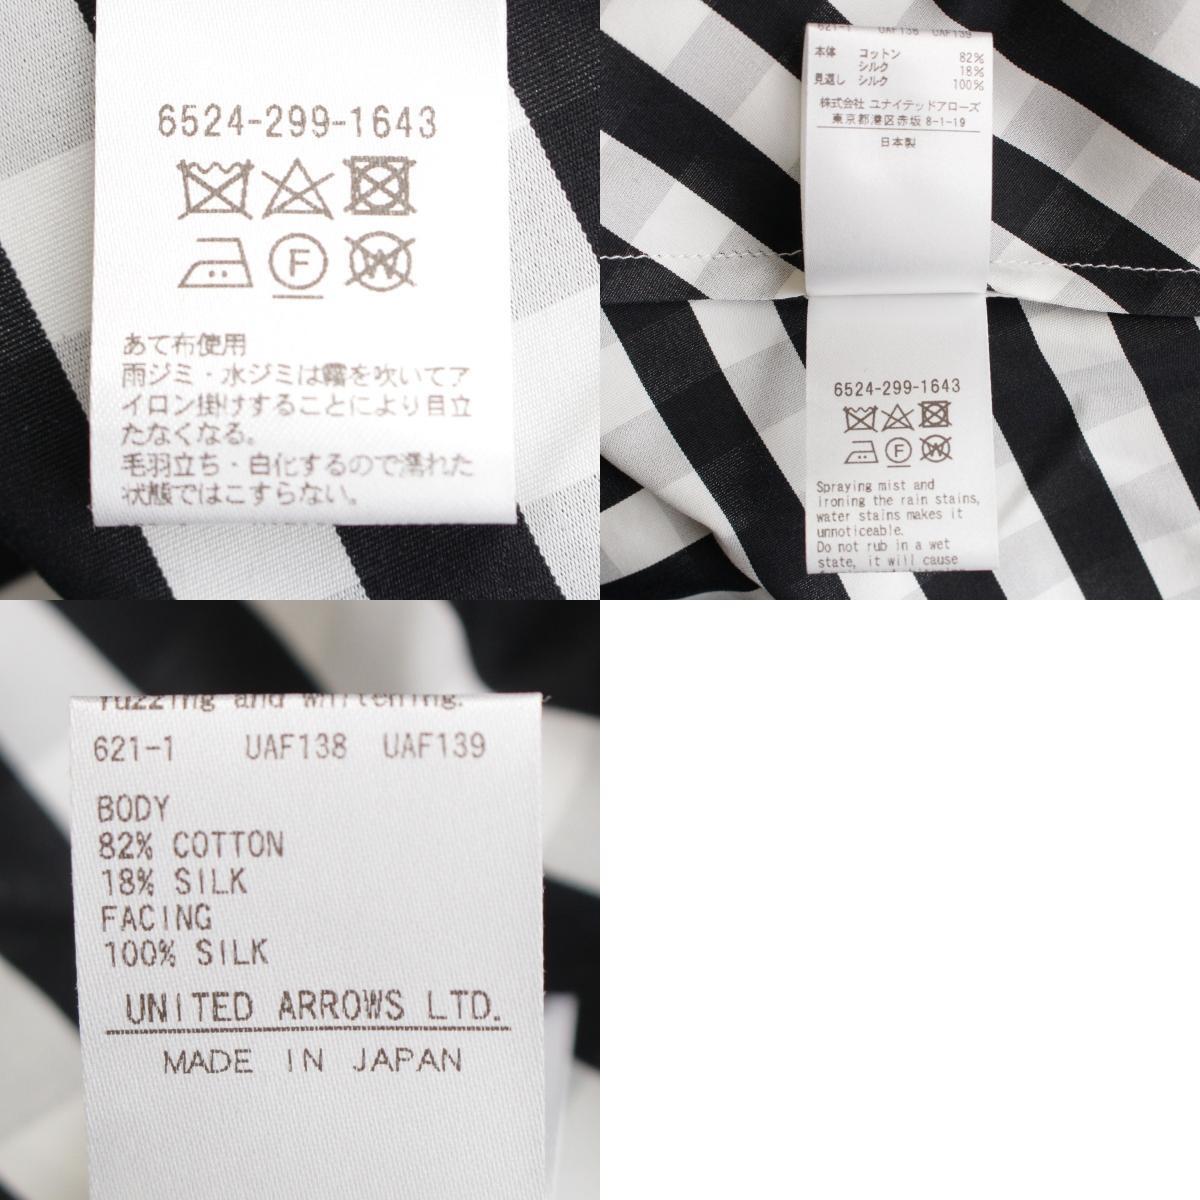 6524-299-1643
F
W
あて布使用
雨ジミ・水ジミは霧を吹いてア
イロン掛けすることにより目立
たなくなる。
毛羽立ち・白化するので濡れた
状態ではこすらない。
621-1 UAF138 UAF139
本体 コットン 82%
シルク 18%
見返し シルク 100%
株式会社 ユナイテッドアローズ
東京都港区赤坂 8-1-19
日本製
6524-299-1643
F
W
Spraying mist and
ironing the rain stains,
water stains makes it
unnoticeable.
Do not rub in a wet
state, it will cause
fuzzing and whitening.
621-1 UAF138 UAF139
BODY
82% COTTON
18% SILK
FACING
100% SILK
UNITED ARROWS LTD.
MADE IN JAPAN